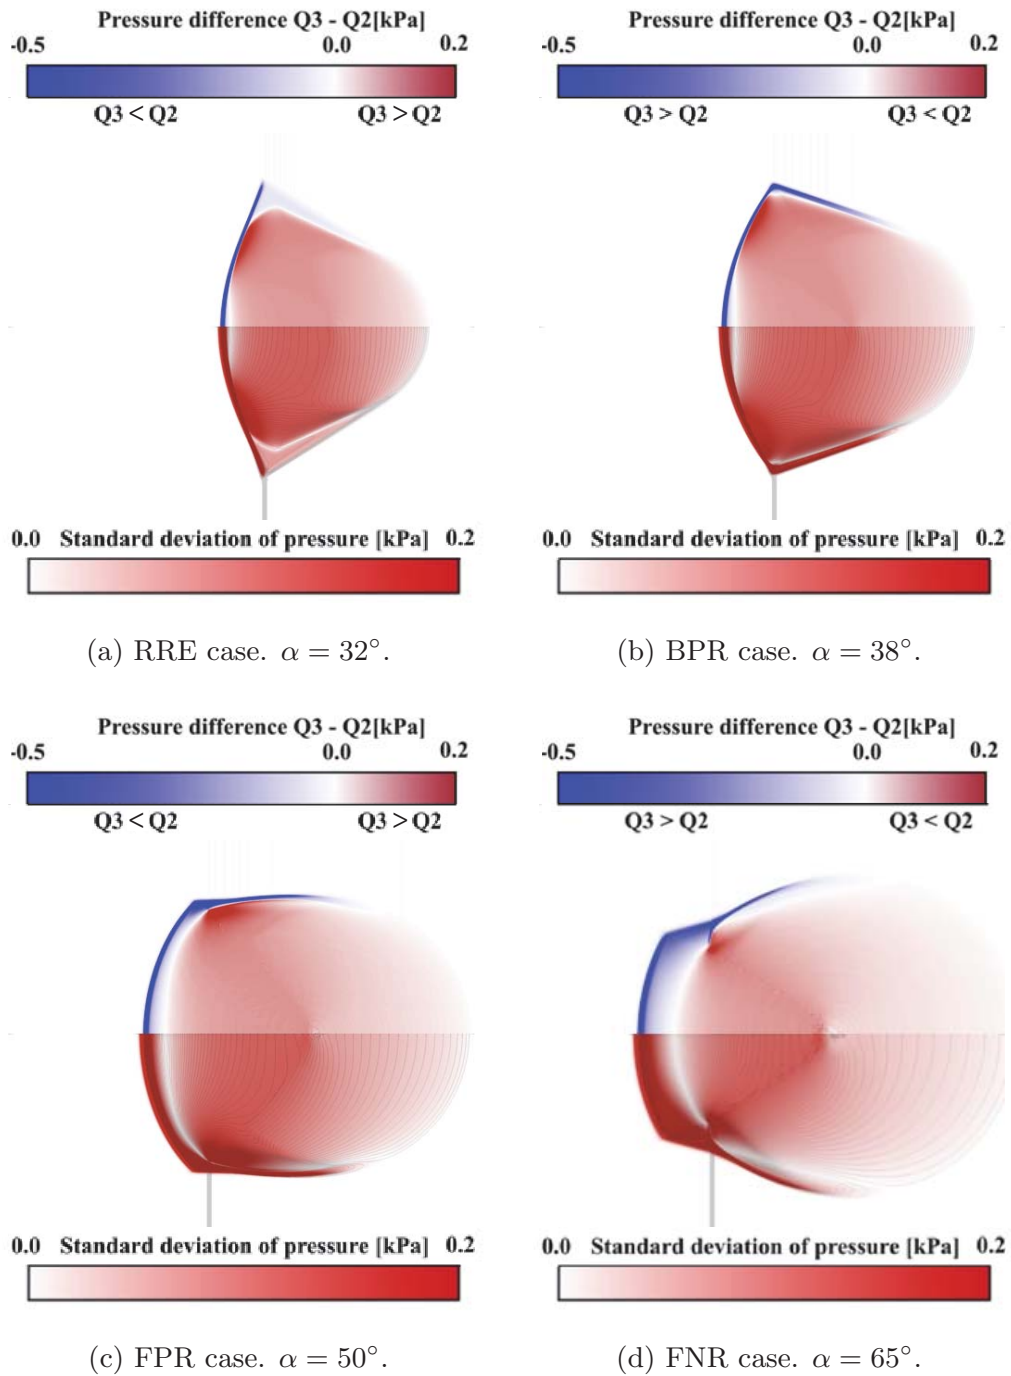 Pressure difference Q3 - Q2[kPa]
-0.5 0.0 0.2
Q3 < Q2 Q3 > Q2
0.0 Standard deviation of pressure [kPa] 0.2
(a) RRE case. α = 32°.
Pressure difference Q3 - Q2[kPa]
-0.5 0.0 0.2
Q3 > Q2 Q3 < Q2
0.0 Standard deviation of pressure [kPa] 0.2
(b) BPR case. α = 38°.
Pressure difference Q3 - Q2[kPa]
-0.5 0.0 0.2
Q3 < Q2 Q3 > Q2
0.0 Standard deviation of pressure [kPa] 0.2
(c) FPR case. α = 50°.
Pressure difference Q3 - Q2[kPa]
-0.5 0.0 0.2
Q3 > Q2 Q3 < Q2
0.0 Standard deviation of pressure [kPa] 0.2
(d) FNR case. α = 65°.